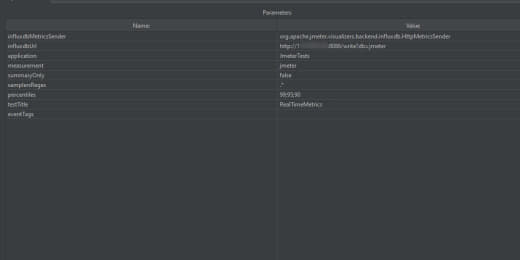 Parameters
Name: Value
influxdbMetricsSender org.apache.jmeter.visualizers.backend.influxdb.HttpMetricsSender
influxdbUrl http://1 :8086/write?db=jmeter
application JmeterTests
measurement jmeter
summaryOnly false
samplersRegex .*
percentiles 99;95;90
testTitle RealTimeMetrics
eventTags